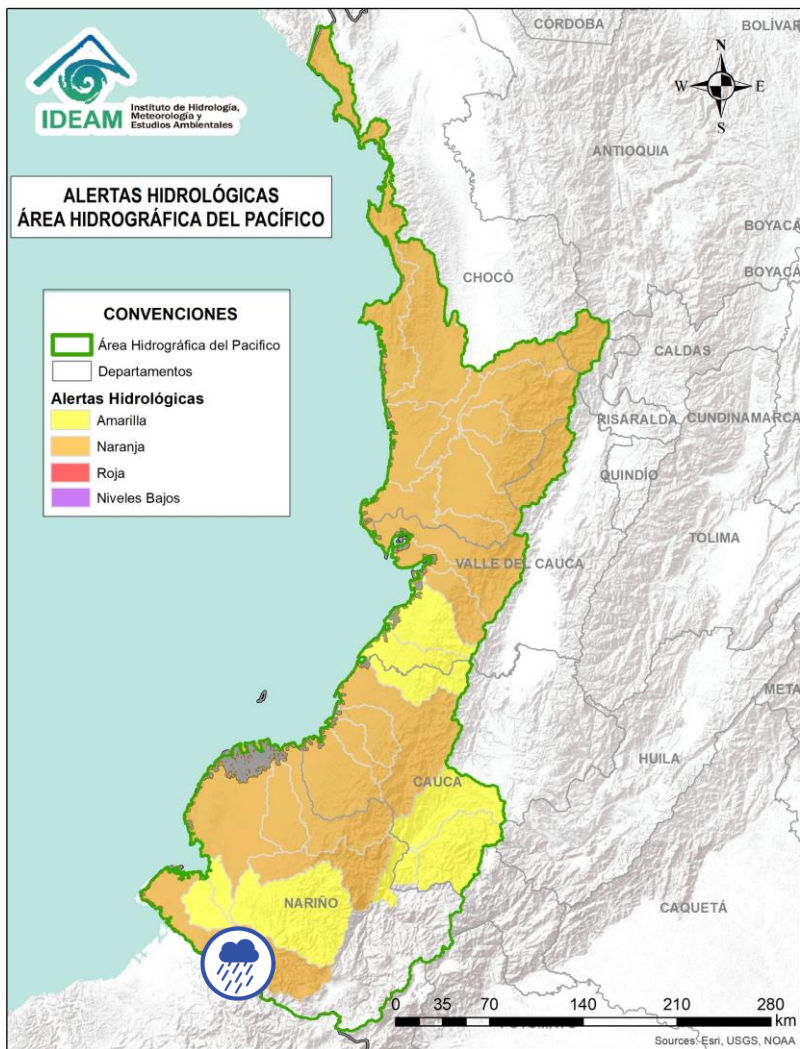 IDEAM
Instituto de Hidrología,
Meteorología y
Estudios Ambientales
ALERTAS HIDROLÓGICAS
ÁREA HIDROGRÁFICA DEL PACÍFICO
CONVENCIONES
Área Hidrográfica del Pacifico
Departamentos
Alertas Hidrológicas
Amarilla
Naranja
Roja
Niveles Bajos
N
W E
S
CÓRDOBA
BOLÍVAR
ANTIOQUIA
BOYACÁ
BOYACÁ
CHOCÓ
CALDAS
RISARALDA
CUNDINAMARCA
QUINDÍO
TOLIMA
VALLE DEL CAUCA
META
HUILA
CAUCA
NARIÑO
CAQUETÁ
0 35 70 140 210 280
km
Sources: Esri, USGS, NOAA